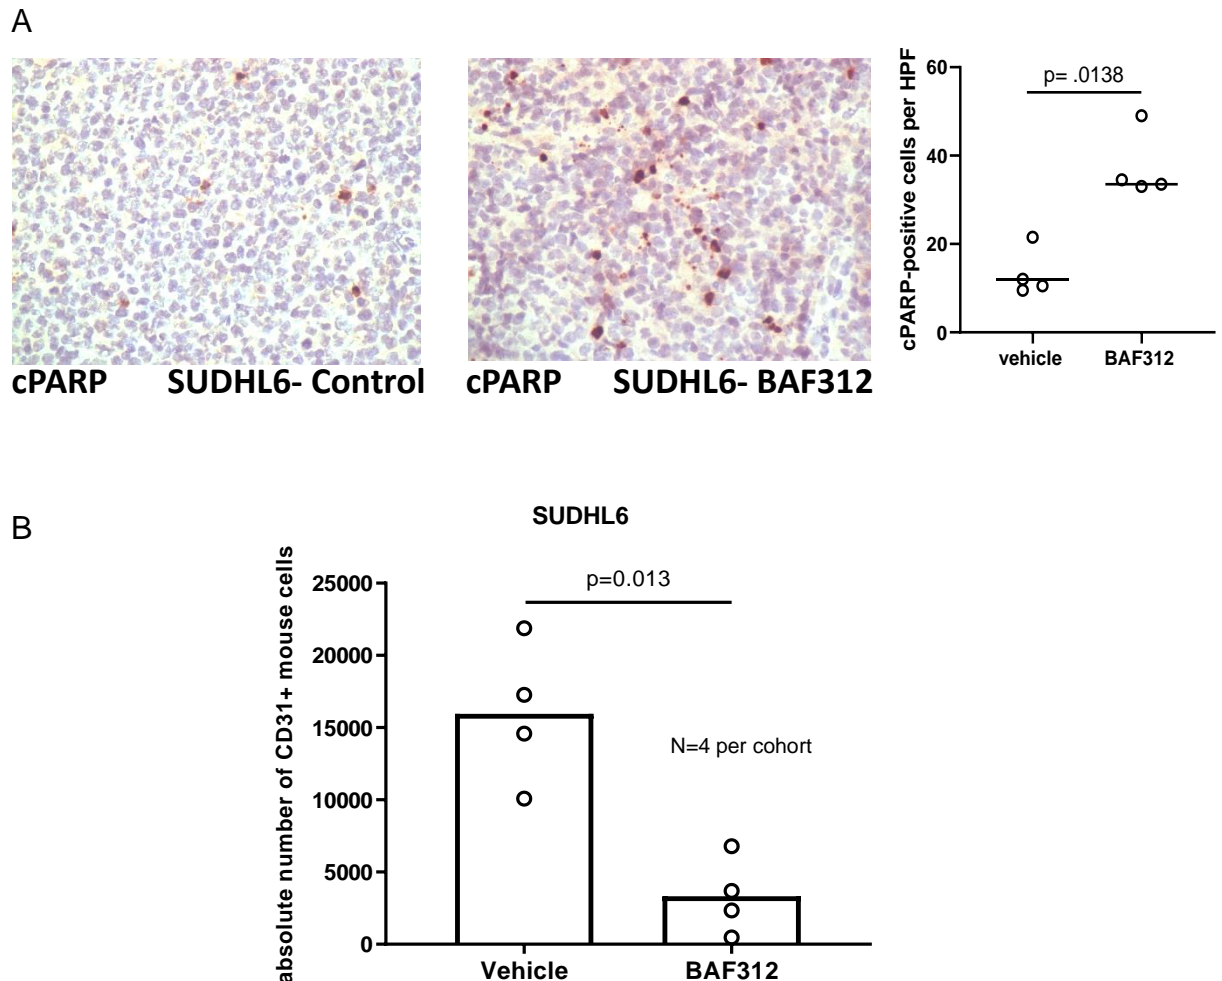 A
cPARP SUDHL6- Control
cPARP SUDHL6- BAF312
cPARP-positive cells per HPF
60
40
20
0
p= .0138
vehicle BAF312
B
SUDHL6
absolute number of CD31+ mouse cells
25000
20000
15000
10000
5000
0
p=0.013
N=4 per cohort
Vehicle BAF312